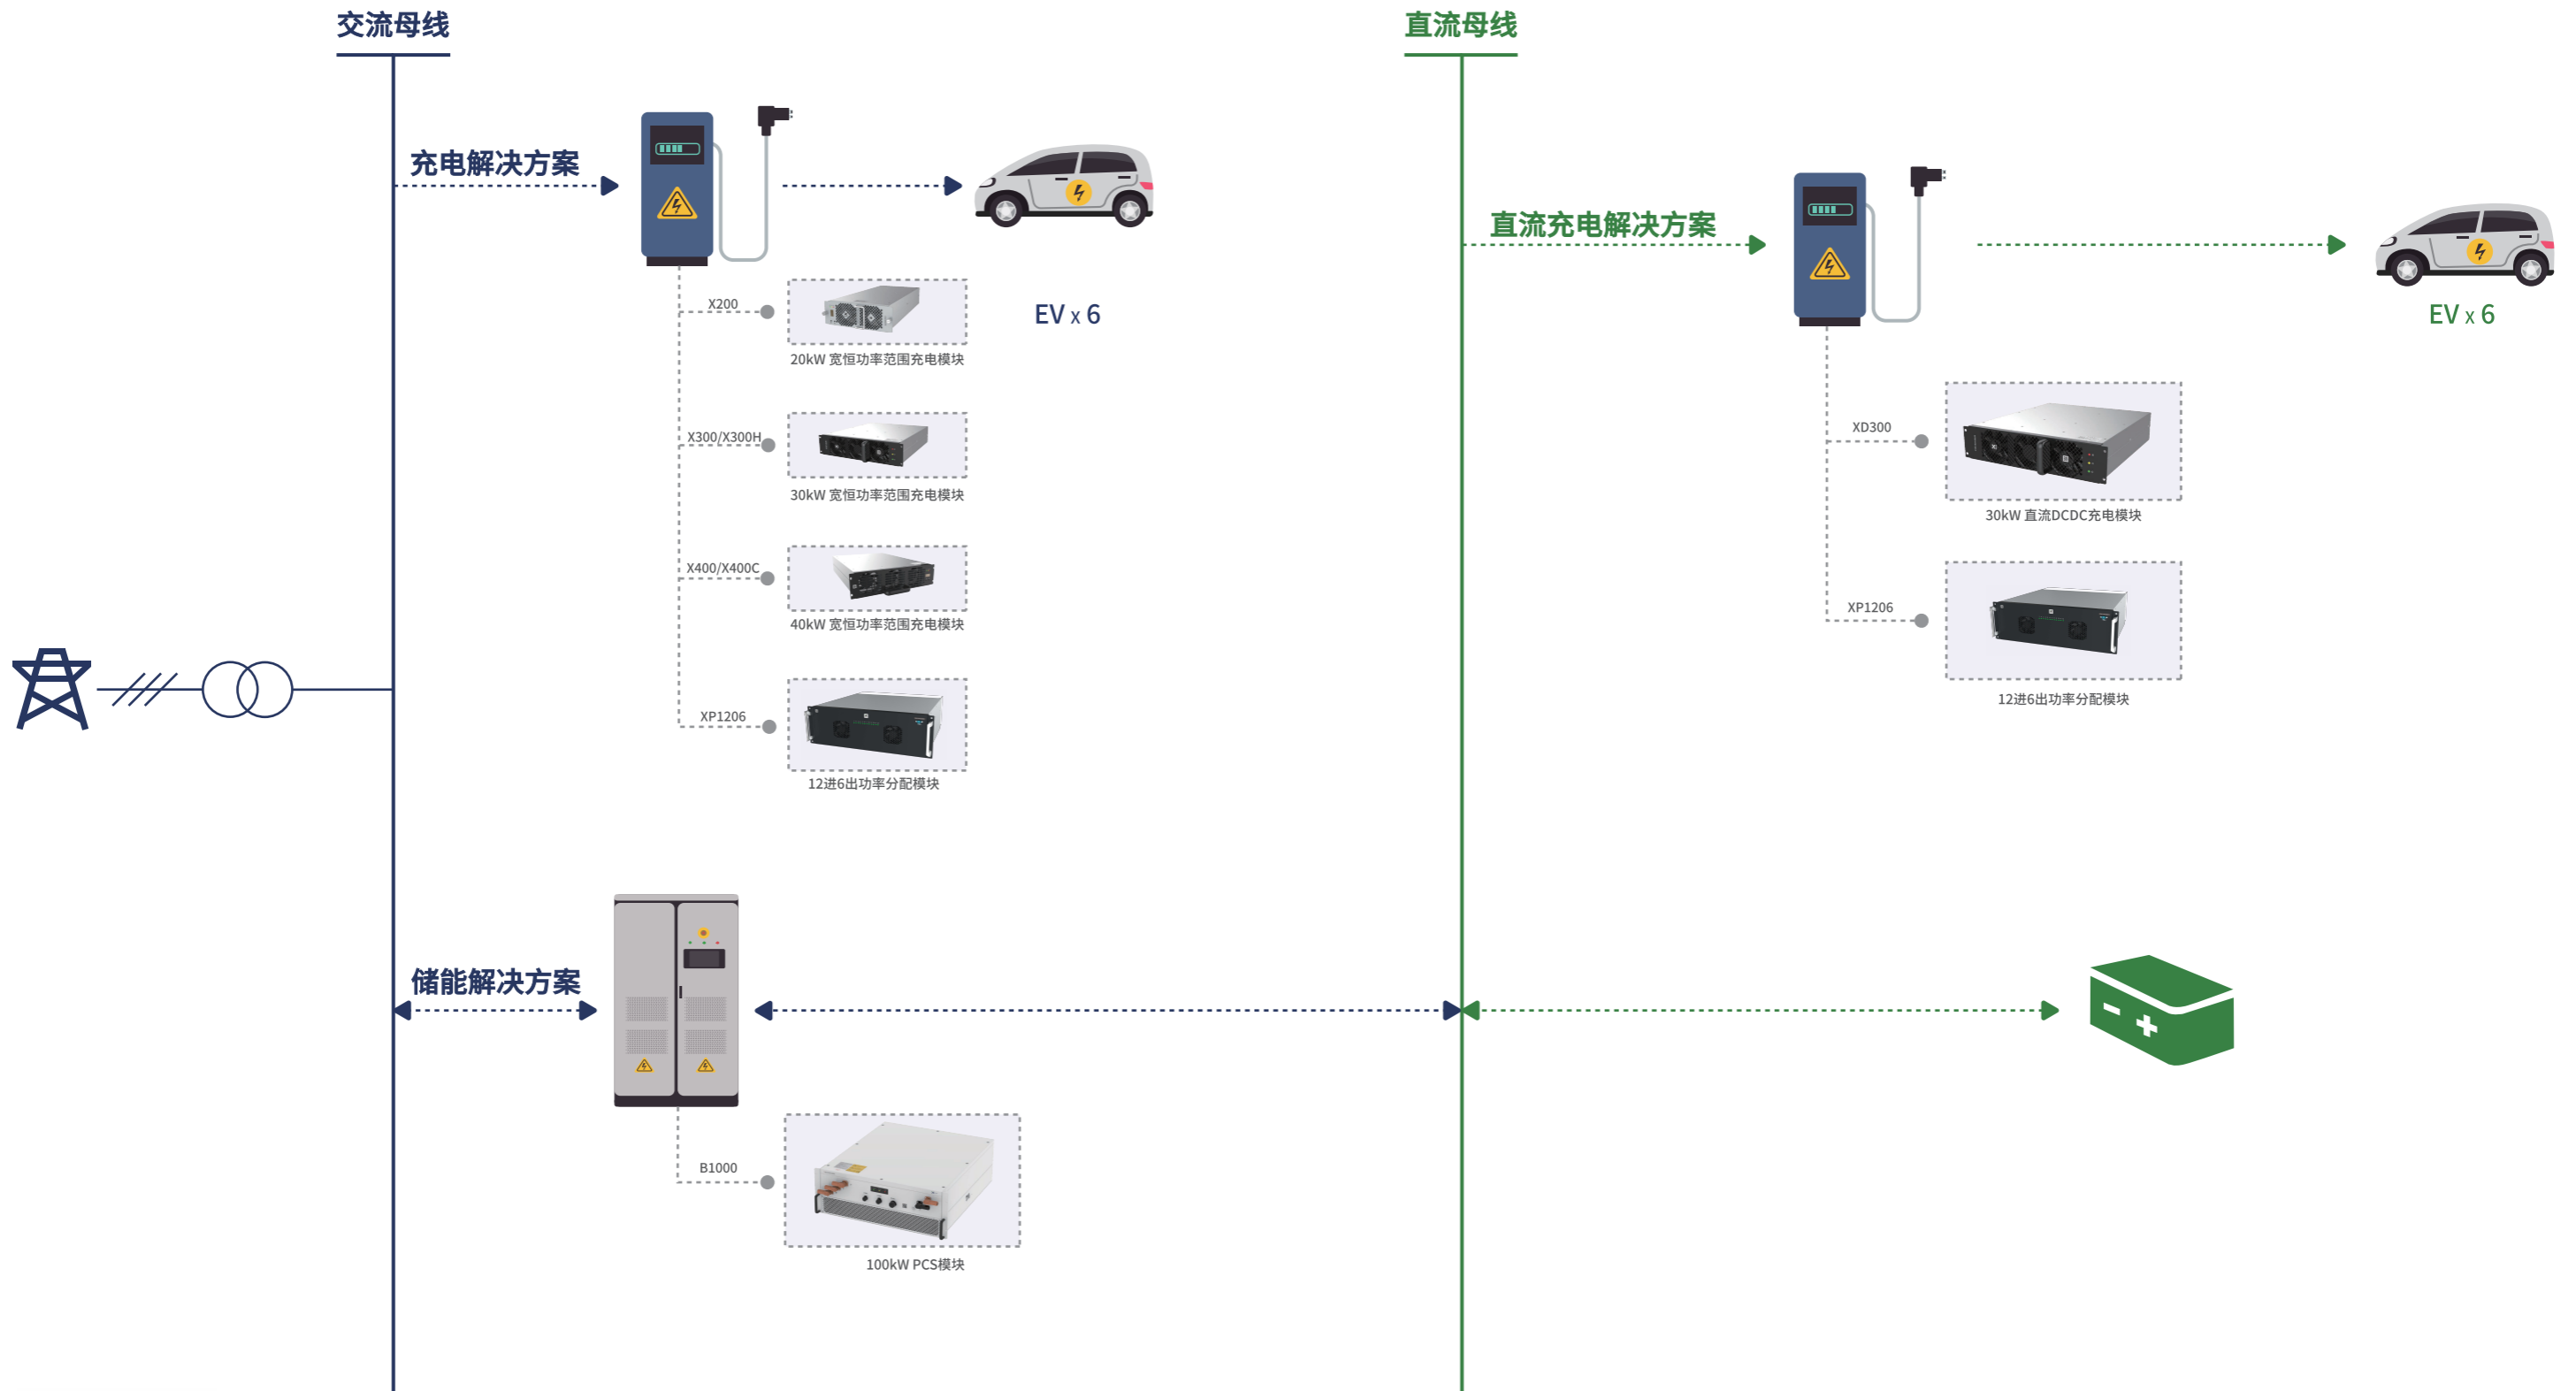 交流母线
直流母线
充电解决方案
直流充电解决方案
X200
20kW 宽恒功率范围充电模块
EV x 6
EV x 6
X300/X300H
30kW 宽恒功率范围充电模块
XD300
30kW 直流DCDC充电模块
X400/X400C
40kW 宽恒功率范围充电模块
XP1206
12进6出功率分配模块
XP1206
12进6出功率分配模块
储能解决方案
B1000
100kW PCS模块